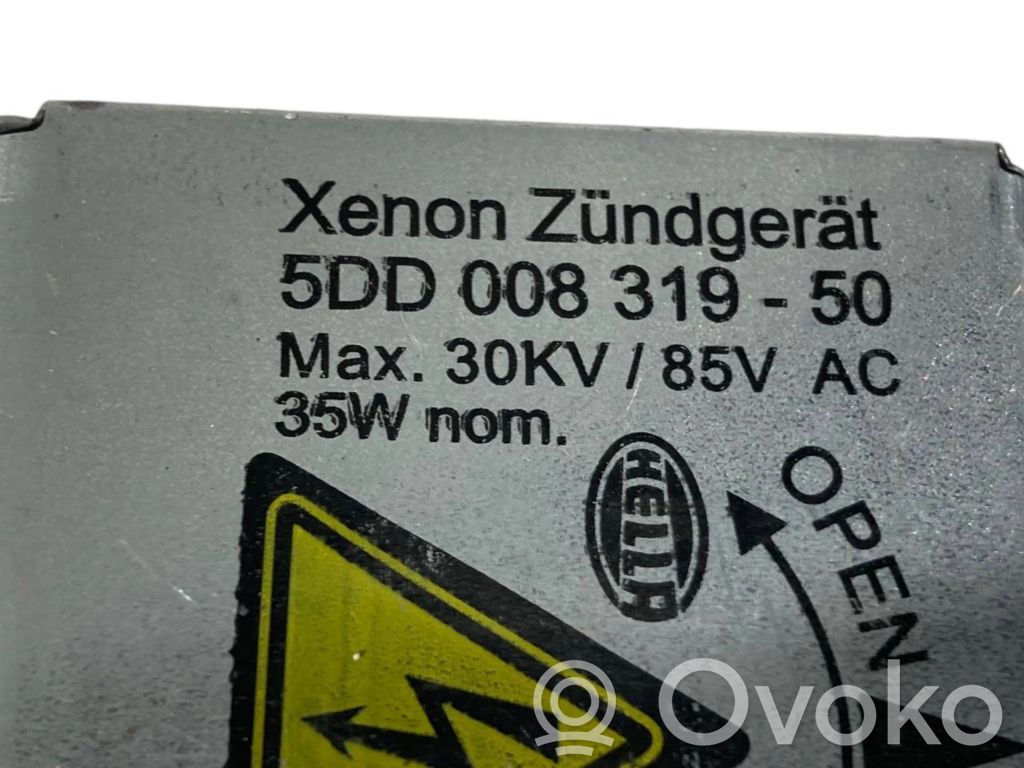 Xenon Zündgerät
5DD 008 319 - 50
Max. 30KV / 85V AC
35W nom.
HELLA
OPEN
Ovoko